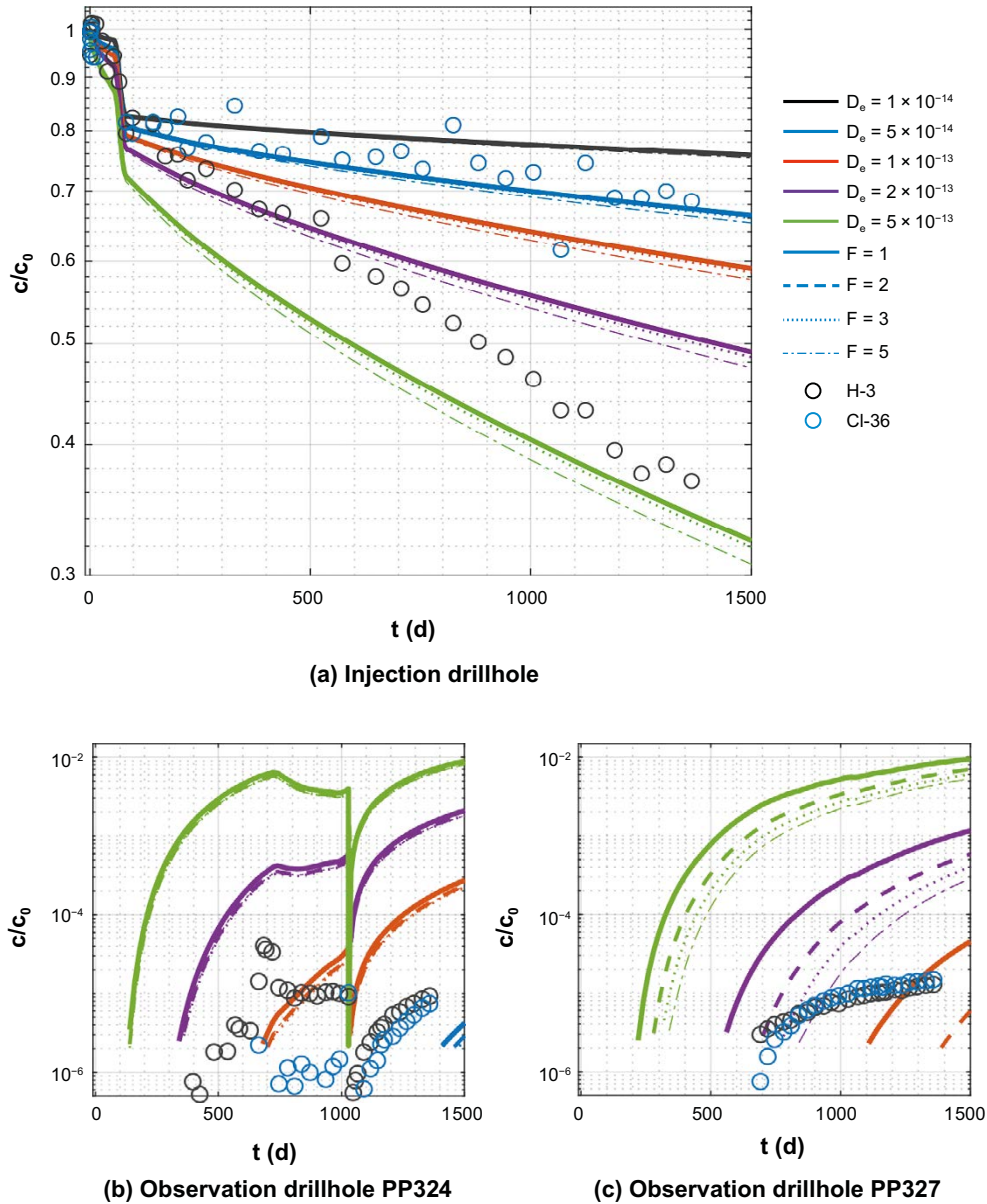 1
0.9
0.8
0.7
0.6
0.5
0.4
0.3
c/c₀
0 500 1000 1500
t (d)
(a) Injection drillhole
Dₑ = 1 × 10⁻¹⁴
Dₑ = 5 × 10⁻¹⁴
Dₑ = 1 × 10⁻¹³
Dₑ = 2 × 10⁻¹³
Dₑ = 5 × 10⁻¹³
F = 1
F = 2
F = 3
F = 5
H-3
Cl-36
10⁻²
10⁻⁴
10⁻⁶
c/c₀
0 500 1000 1500
t (d)
(b) Observation drillhole PP324
10⁻²
10⁻⁴
10⁻⁶
c/c₀
0 500 1000 1500
t (d)
(c) Observation drillhole PP327